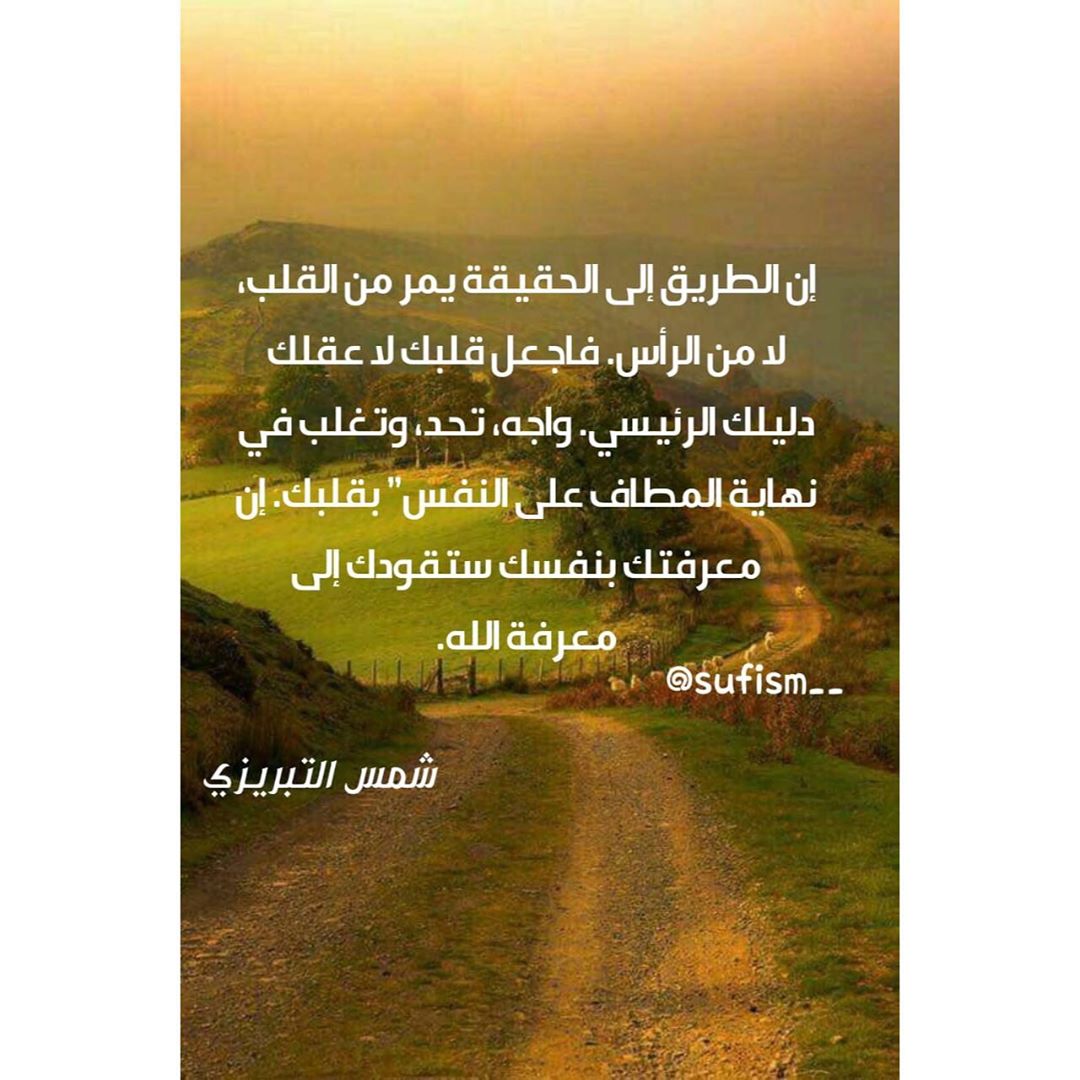 إن الطريق إلى الحقيقة يمر من القلب،
لا من الرأس. فاجعل قلبك لا عقلك
دليلك الرئيسي. واجه، تحد، وتغلب في
نهاية المطاف على النفس" بقلبك. إن
معرفتك بنفسك ستقودك إلى
معرفة الله.
@sufism__
شمس التبريزي